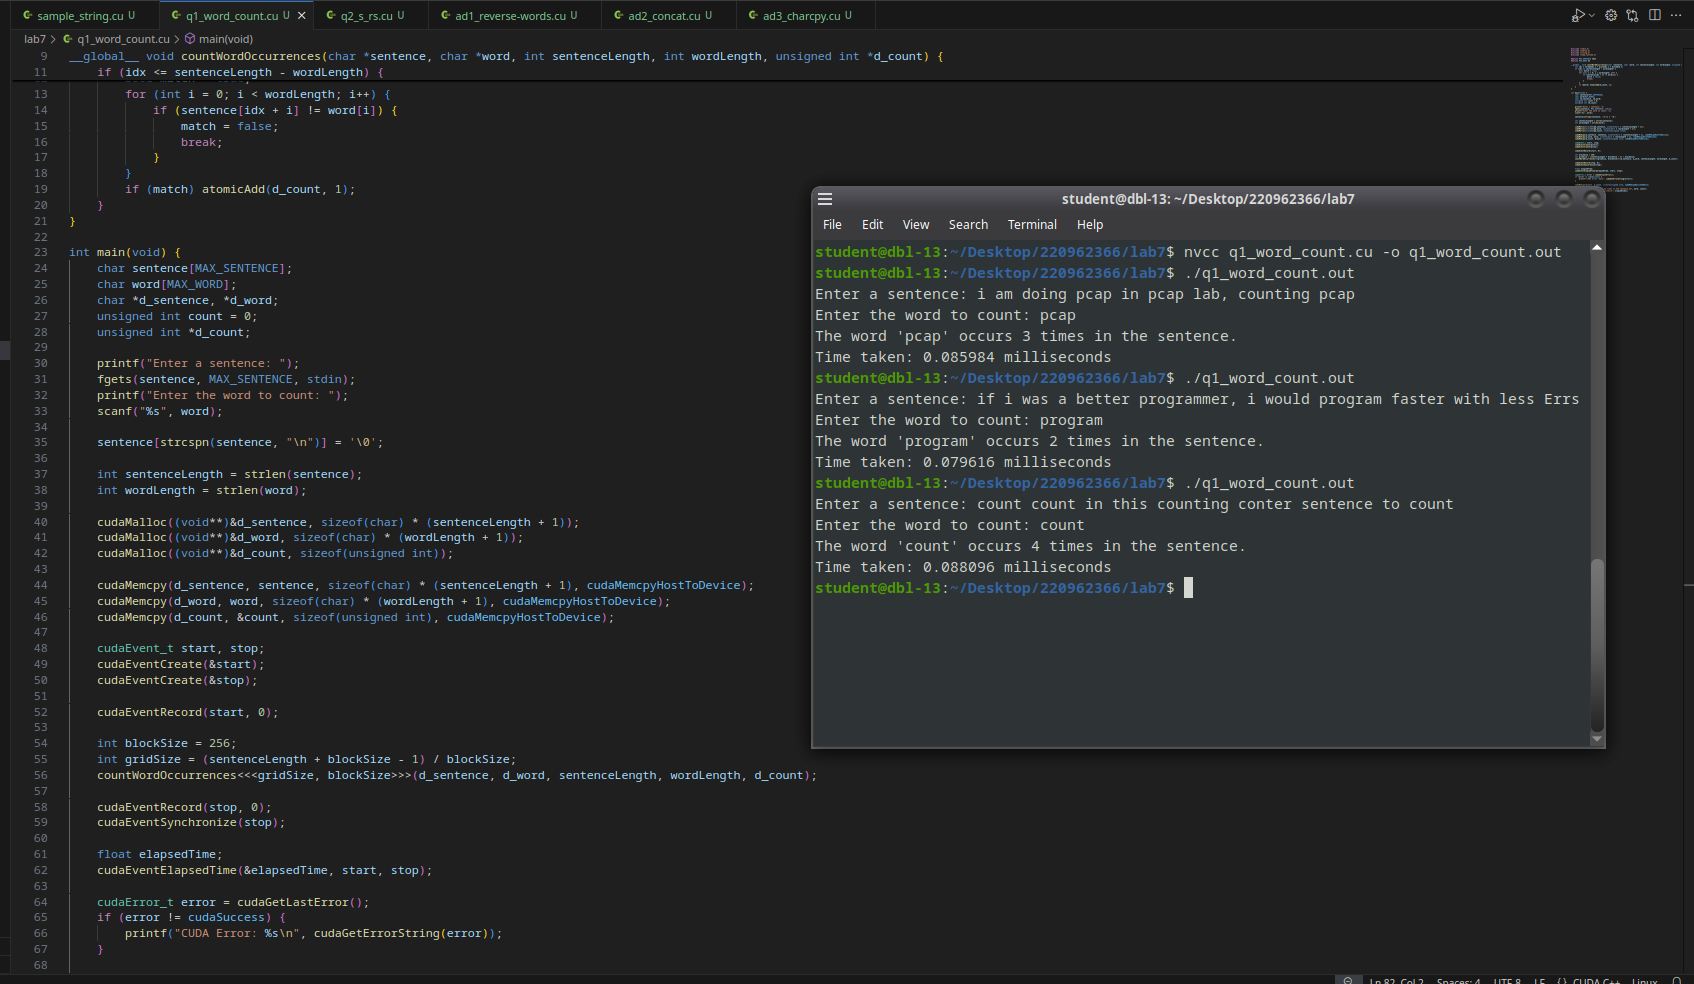 sample_string.cu U
q1_word_count.cu U
q2_s_rs.cu U
ad1_reverse-words.cu U
ad2_concat.cu U
ad3_charcpy.cu U
lab7 > q1_word_count.cu > main(void)
9 __global__ void countWordOccurrences(char *sentence, char *word, int sentenceLength, int wordLength, unsigned int *d_count) {
11 if (idx <= sentenceLength - wordLength) {
13 for (int i = 0; i < wordLength; i++) {
14 if (sentence[idx + i] != word[i]) {
15 match = false;
16 break;
17 }
18 }
19 if (match) atomicAdd(d_count, 1);
20 }
21 }
22
23 int main(void) {
24 char sentence[MAX_SENTENCE];
25 char word[MAX_WORD];
26 char *d_sentence, *d_word;
27 unsigned int count = 0;
28 unsigned int *d_count;
29
30 printf("Enter a sentence: ");
31 fgets(sentence, MAX_SENTENCE, stdin);
32 printf("Enter the word to count: ");
33 scanf("%s", word);
34
35 sentence[strcspn(sentence, "\n")] = '\0';
36
37 int sentenceLength = strlen(sentence);
38 int wordLength = strlen(word);
39
40 cudaMalloc((void**)&d_sentence, sizeof(char) * (sentenceLength + 1));
41 cudaMalloc((void**)&d_word, sizeof(char) * (wordLength + 1));
42 cudaMalloc((void**)&d_count, sizeof(unsigned int));
43
44 cudaMemcpy(d_sentence, sentence, sizeof(char) * (sentenceLength + 1), cudaMemcpyHostToDevice);
45 cudaMemcpy(d_word, word, sizeof(char) * (wordLength + 1), cudaMemcpyHostToDevice);
46 cudaMemcpy(d_count, &count, sizeof(unsigned int), cudaMemcpyHostToDevice);
47
48 cudaEvent_t start, stop;
49 cudaEventCreate(&start);
50 cudaEventCreate(&stop);
51
52 cudaEventRecord(start, 0);
53
54 int blockSize = 256;
55 int gridSize = (sentenceLength + blockSize - 1) / blockSize;
56 countWordOccurrences<<<gridSize, blockSize>>>(d_sentence, d_word, sentenceLength, wordLength, d_count);
57
58 cudaEventRecord(stop, 0);
59 cudaEventSynchronize(stop);
60
61 float elapsedTime;
62 cudaEventElapsedTime(&elapsedTime, start, stop);
63
64 cudaError_t error = cudaGetLastError();
65 if (error != cudaSuccess) {
66 printf("CUDA Error: %s\n", cudaGetErrorString(error));
67 }
68
student@dbl-13: ~/Desktop/220962366/lab7
File Edit View Search Terminal Help
student@dbl-13:~/Desktop/220962366/lab7$ nvcc q1_word_count.cu -o q1_word_count.out
student@dbl-13:~/Desktop/220962366/lab7$ ./q1_word_count.out
Enter a sentence: i am doing pcap in pcap lab, counting pcap
Enter the word to count: pcap
The word 'pcap' occurs 3 times in the sentence.
Time taken: 0.085984 milliseconds
student@dbl-13:~/Desktop/220962366/lab7$ ./q1_word_count.out
Enter a sentence: if i was a better programmer, i would program faster with less Errs
Enter the word to count: program
The word 'program' occurs 2 times in the sentence.
Time taken: 0.079616 milliseconds
student@dbl-13:~/Desktop/220962366/lab7$ ./q1_word_count.out
Enter a sentence: count count in this counting conter sentence to count
Enter the word to count: count
The word 'count' occurs 4 times in the sentence.
Time taken: 0.088096 milliseconds
student@dbl-13:~/Desktop/220962366/lab7$
Ln 82, Col 2 Spaces: 4 UTF-8 LF {} CUDA C++ Linux